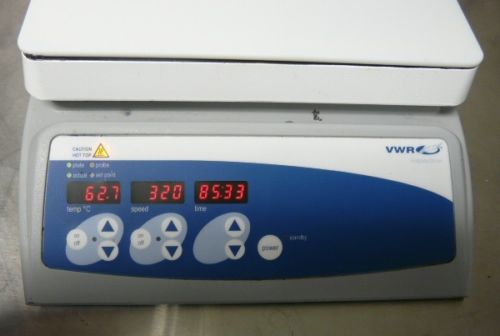 CAUTION
HOT TOP
VWR
plate probe
actual set point
62.7 320 85:33
temp °C speed time
on
off
on
off
power
standby